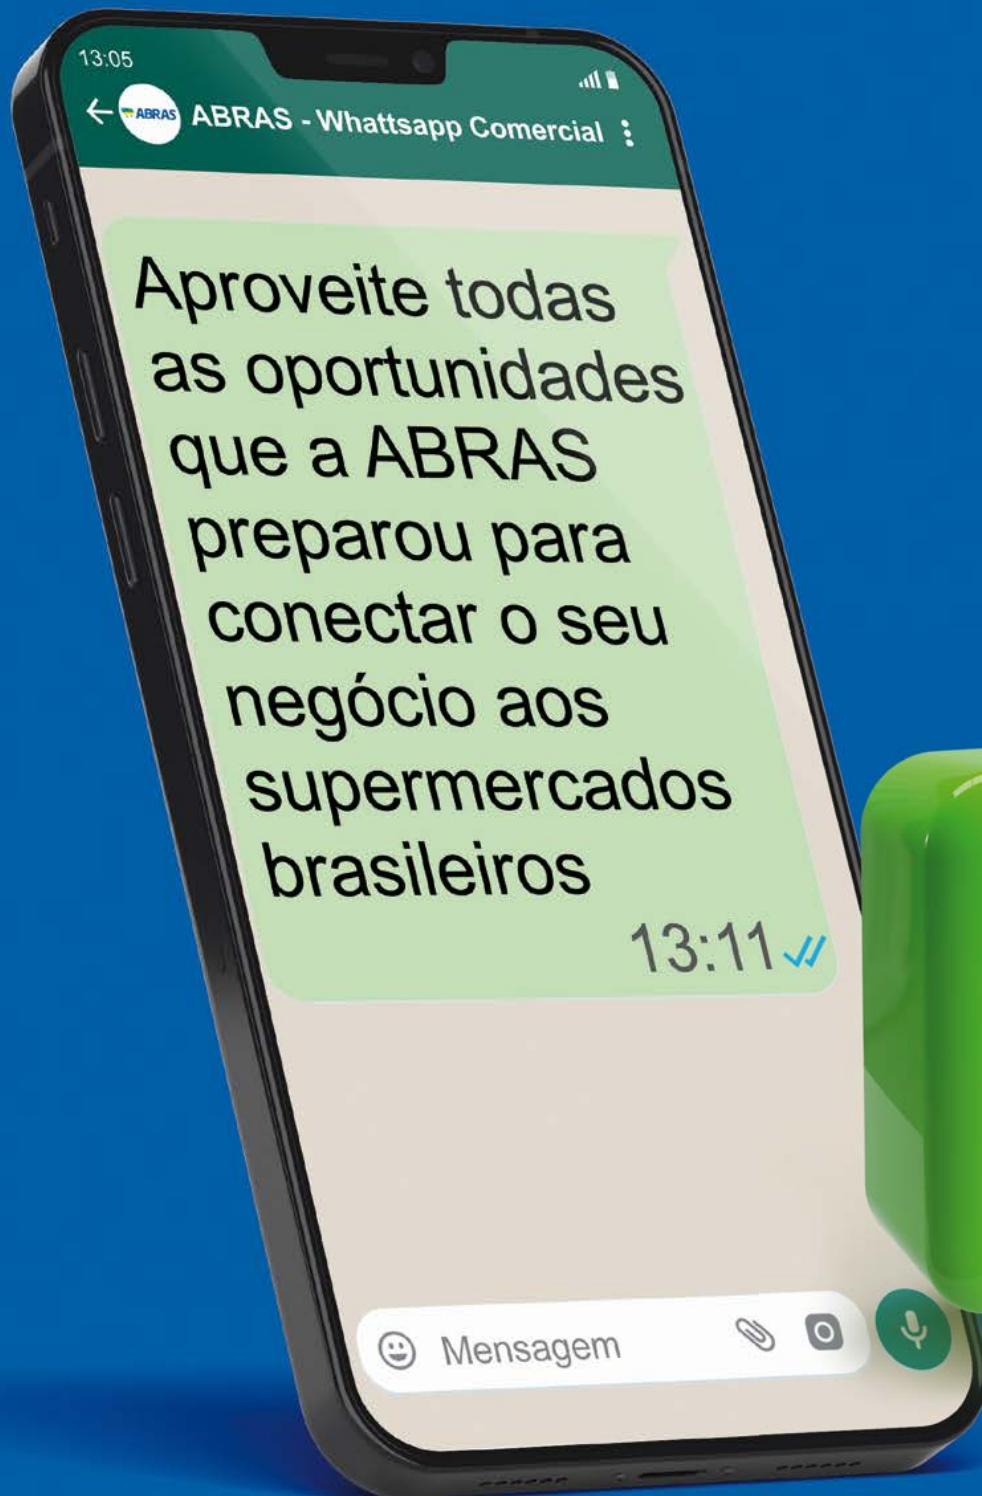 13:05
ABRAS
ABRAS - Whattsapp Comercial
Aproveite todas
as oportunidades
que a ABRAS
preparou para
conectar o seu
negócio aos
supermercados
brasileiros
13:11
Mensagem